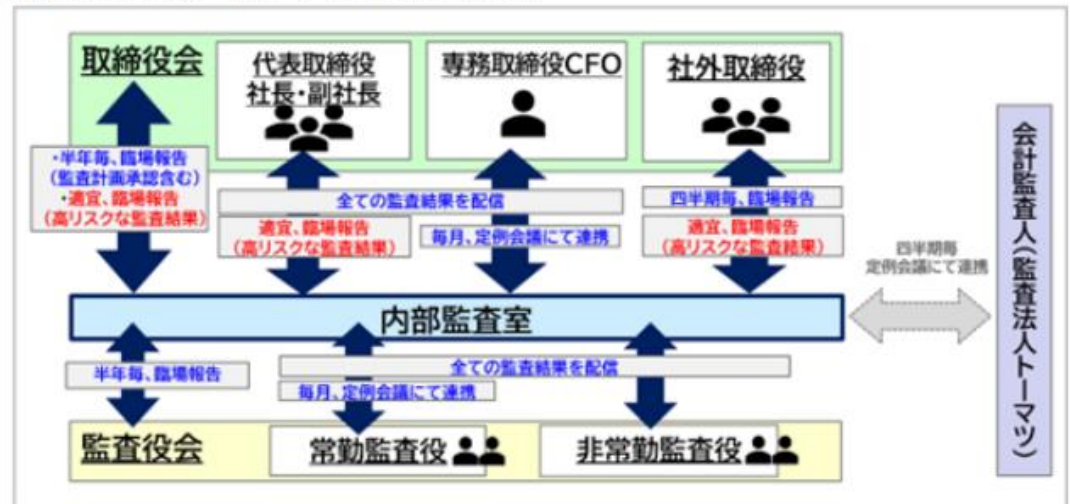 取締役会
代表取締役
社長・副社長
専務取締役CFO
社外取締役
・半年毎、臨場報告
（監査計画承認含む）
・適宜、臨場報告
（高リスクな監査結果）
全ての監査結果を配信
四半期毎、臨場報告
適宜、臨場報告
（高リスクな監査結果）
毎月、定例会議にて連携
適宜、臨場報告
（高リスクな監査結果）
四半期毎
定例会議にて連携
会計監査人（監査法人トーマツ）
内部監査室
半年毎、臨場報告
全ての監査結果を配信
毎月、定例会議にて連携
監査役会
常勤監査役
非常勤監査役